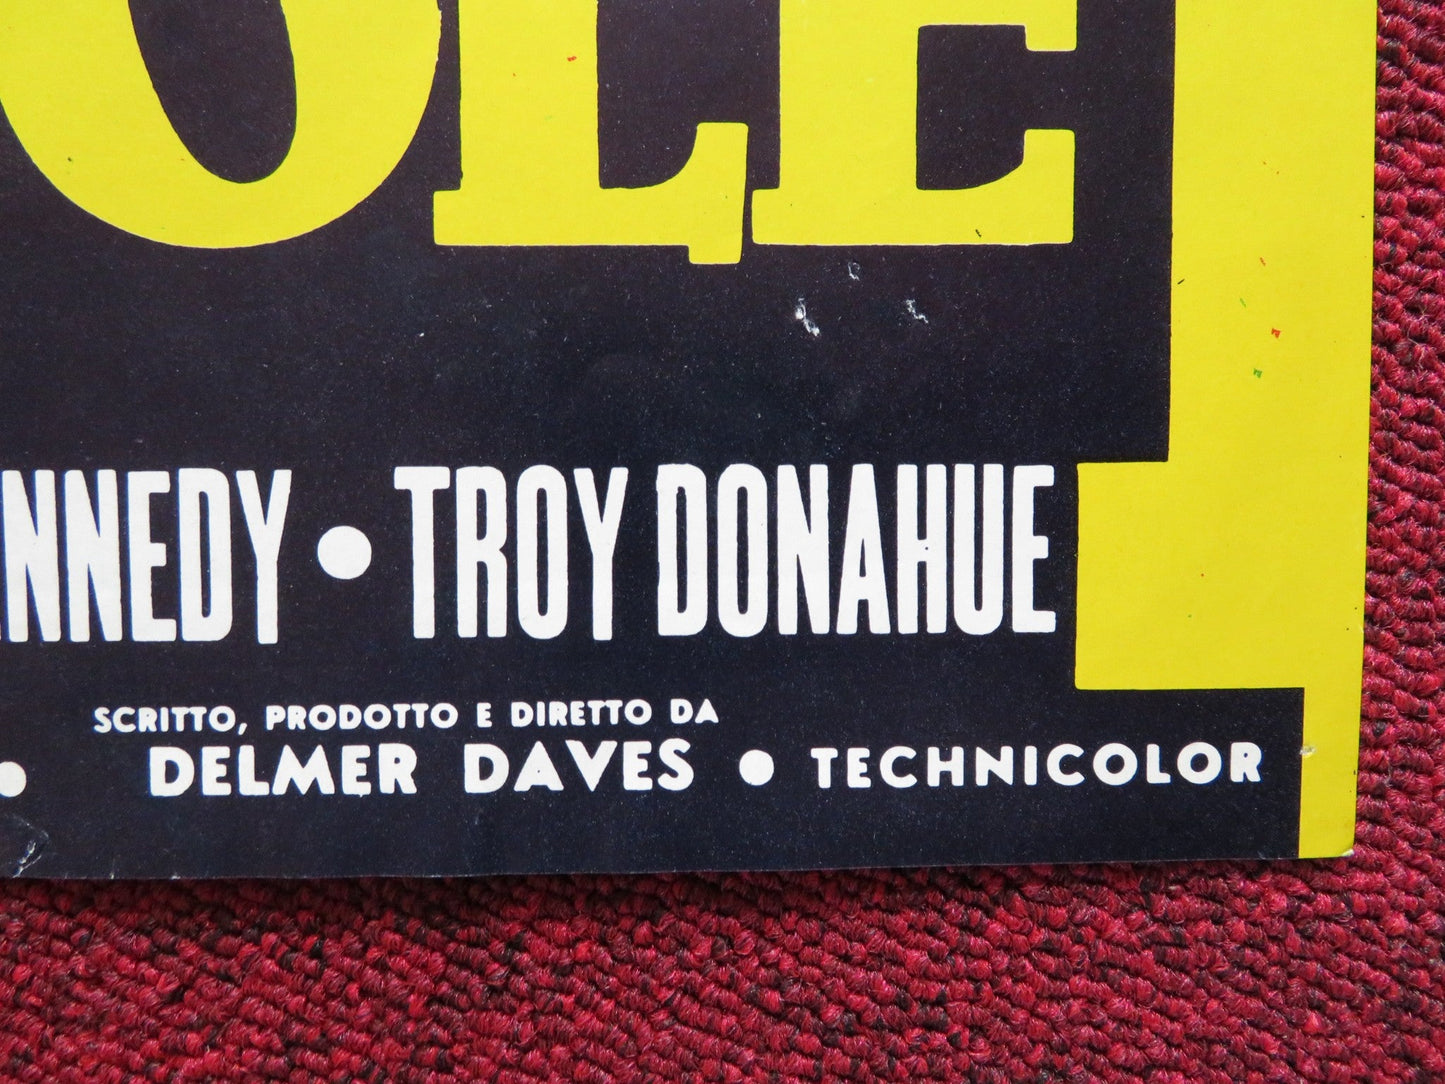 OLE
NNEDY • TROY DONAHUE
SCRITTO, PRODOTTO E DIRETTO DA
• DELMER DAVES • TECHNICOLOR